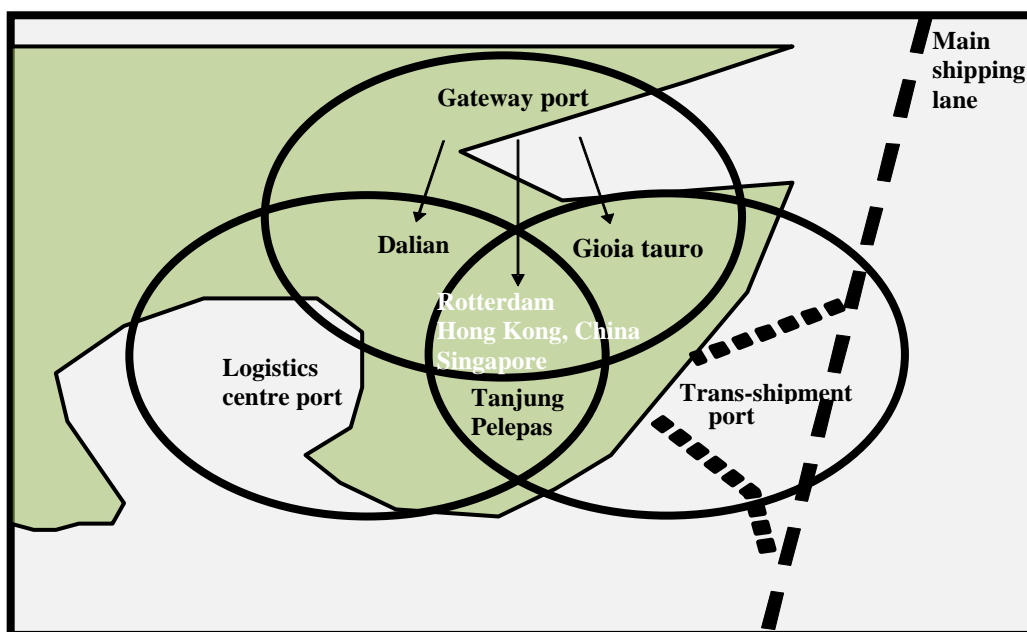 Main
shipping
lane
Gateway port
Dalian
Gioia tauro
Rotterdam
Hong Kong, China
Singapore
Logistics
centre port
Tanjung
Pelepas
Trans-shipment
port